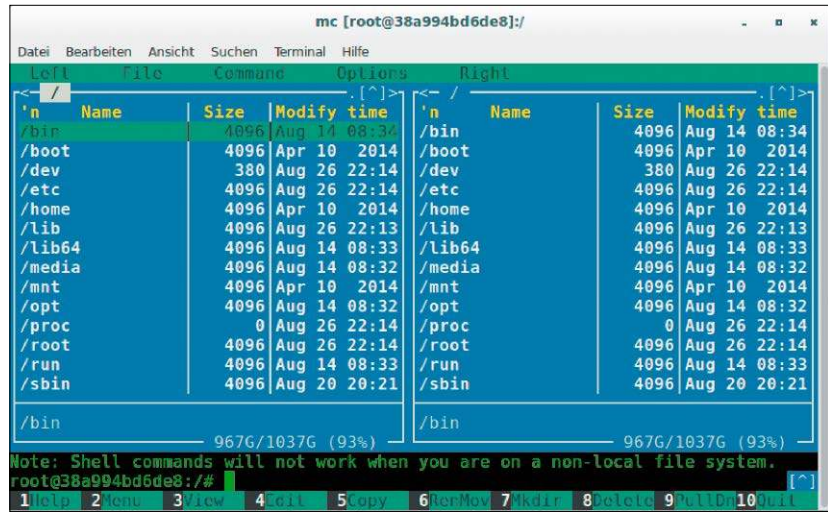 mc [root@38a994bd6de8]:/
Datei Bearbeiten Ansicht Suchen Terminal Hilfe
Left File Command Options Right
<— / .[^]> <— / .[^]>
'n Name Size Modify time 'n Name Size Modify time
/bin 4096 Aug 14 08:34 /bin 4096 Aug 14 08:34
/boot 4096 Apr 10 2014 /boot 4096 Apr 10 2014
/dev 380 Aug 26 22:14 /dev 380 Aug 26 22:14
/etc 4096 Aug 26 22:14 /etc 4096 Aug 26 22:14
/home 4096 Apr 10 2014 /home 4096 Apr 10 2014
/lib 4096 Aug 26 22:13 /lib 4096 Aug 26 22:13
/lib64 4096 Aug 14 08:33 /lib64 4096 Aug 14 08:33
/media 4096 Aug 14 08:32 /media 4096 Aug 14 08:32
/mnt 4096 Apr 10 2014 /mnt 4096 Apr 10 2014
/opt 4096 Aug 14 08:32 /opt 4096 Aug 14 08:32
/proc 0 Aug 26 22:14 /proc 0 Aug 26 22:14
/root 4096 Aug 26 22:14 /root 4096 Aug 26 22:14
/run 4096 Aug 14 08:33 /run 4096 Aug 14 08:33
/sbin 4096 Aug 20 20:21 /sbin 4096 Aug 20 20:21
/bin /bin
967G/1037G (93%) 967G/1037G (93%)
Note: Shell commands will not work when you are on a non-local file system.
root@38a994bd6de8:/# [^]
1Help 2Menu 3View 4Edit 5Copy 6RenMov 7Mkdir 8Delete 9PullDn 10Quit